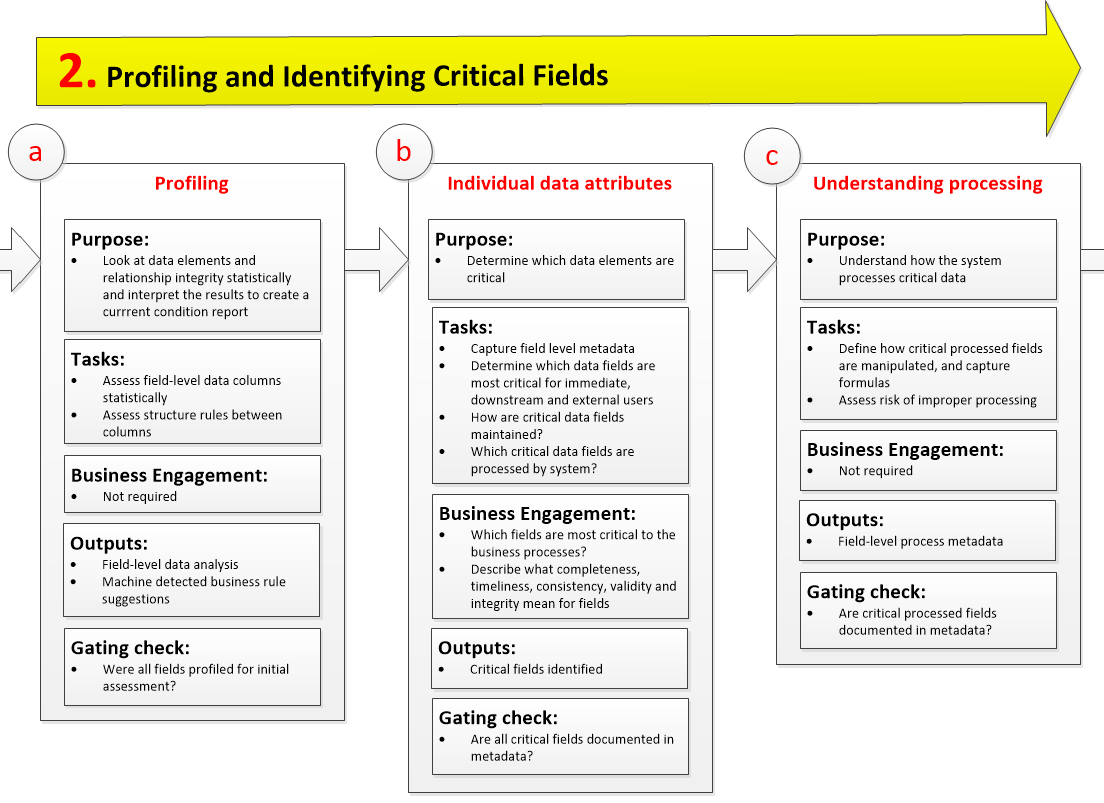 2. Profiling and Identifying Critical Fields
a
Profiling
Purpose:
• Look at data elements and
relationship integrity statistically
and interpret the results to create a
currrent condition report
Tasks:
• Assess field-level data columns
statistically
• Assess structure rules between
columns
Business Engagement:
• Not required
Outputs:
• Field-level data analysis
• Machine detected business rule
suggestions
Gating check:
• Were all fields profiled for initial
assessment?
b
Individual data attributes
Purpose:
• Determine which data elements are
critical
Tasks:
• Capture field level metadata
• Determine which data fields are
most critical for immediate,
downstream and external users
• How are critical data fields
maintained?
• Which critical data fields are
processed by system?
Business Engagement:
• Which fields are most critical to the
business processes?
• Describe what completeness,
timeliness, consistency, validity and
integrity mean for fields
Outputs:
• Critical fields identified
Gating check:
• Are all critical fields documented in
metadata?
c
Understanding processing
Purpose:
• Understand how the system
processes critical data
Tasks:
• Define how critical processed fields
are manipulated, and capture
formulas
• Assess risk of improper processing
Business Engagement:
• Not required
Outputs:
• Field-level process metadata
Gating check:
• Are critical processed fields
documented in metadata?